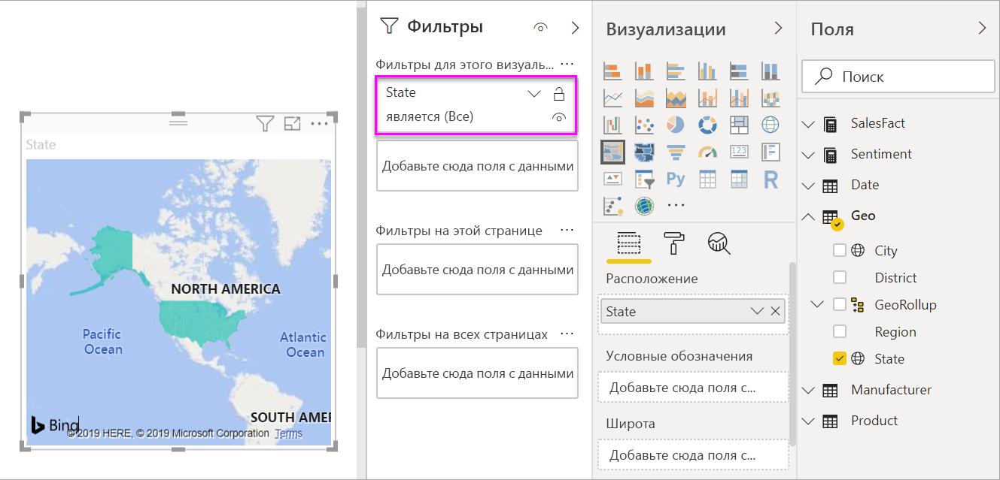 State
NORTH AMERICA
Pacific
Ocean
Atlantic
Ocean
SOUTH AMER
Bing
© 2019 HERE, © 2019 Microsoft Corporation Terms
Фильтры
Фильтры для этого визуаль... ...
State
является (Все)
Добавьте сюда поля с данными
Фильтры на этой странице ...
Добавьте сюда поля с данными
Фильтры на всех страницах ...
Добавьте сюда поля с данными
Визуализации
123
Py
R
...
Расположение
State
Условные обозначения
Добавьте сюда поля с...
Широта
Добавьте сюда поля с...
Поля
Поиск
SalesFact
Sentiment
Date
Geo
City
District
GeoRollup
Region
State
Manufacturer
Product